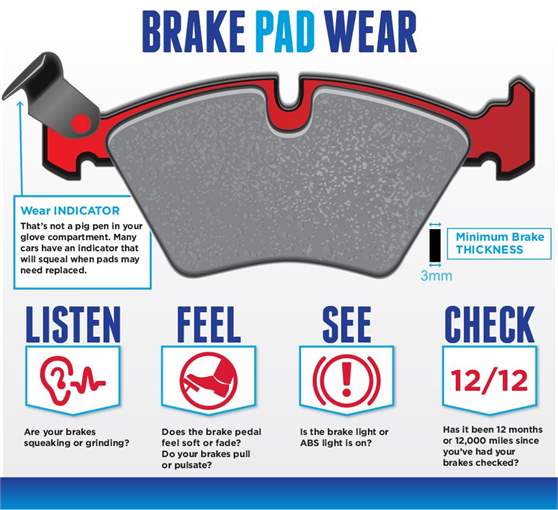 BRAKE PAD WEAR
Wear INDICATOR
That's not a pig pen in your
glove compartment. Many
cars have an indicator that
will squeal when pads may
need replaced.
Minimum Brake
THICKNESS
3mm
LISTEN
Are your brakes
squeaking or grinding?
FEEL
Does the brake pedal
feel soft or fade?
Do your brakes pull
or pulsate?
SEE
Is the brake light or
ABS light is on?
CHECK
12/12
Has it been 12 months
or 12,000 miles since
you've had your
brakes checked?